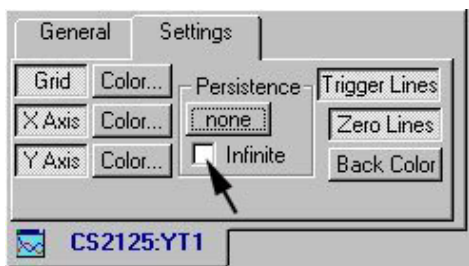 General Settings
Grid Color... Persistence Trigger Lines
X Axis Color... none Zero Lines
Y Axis Color... Infinite Back Color
CS2125:YT1